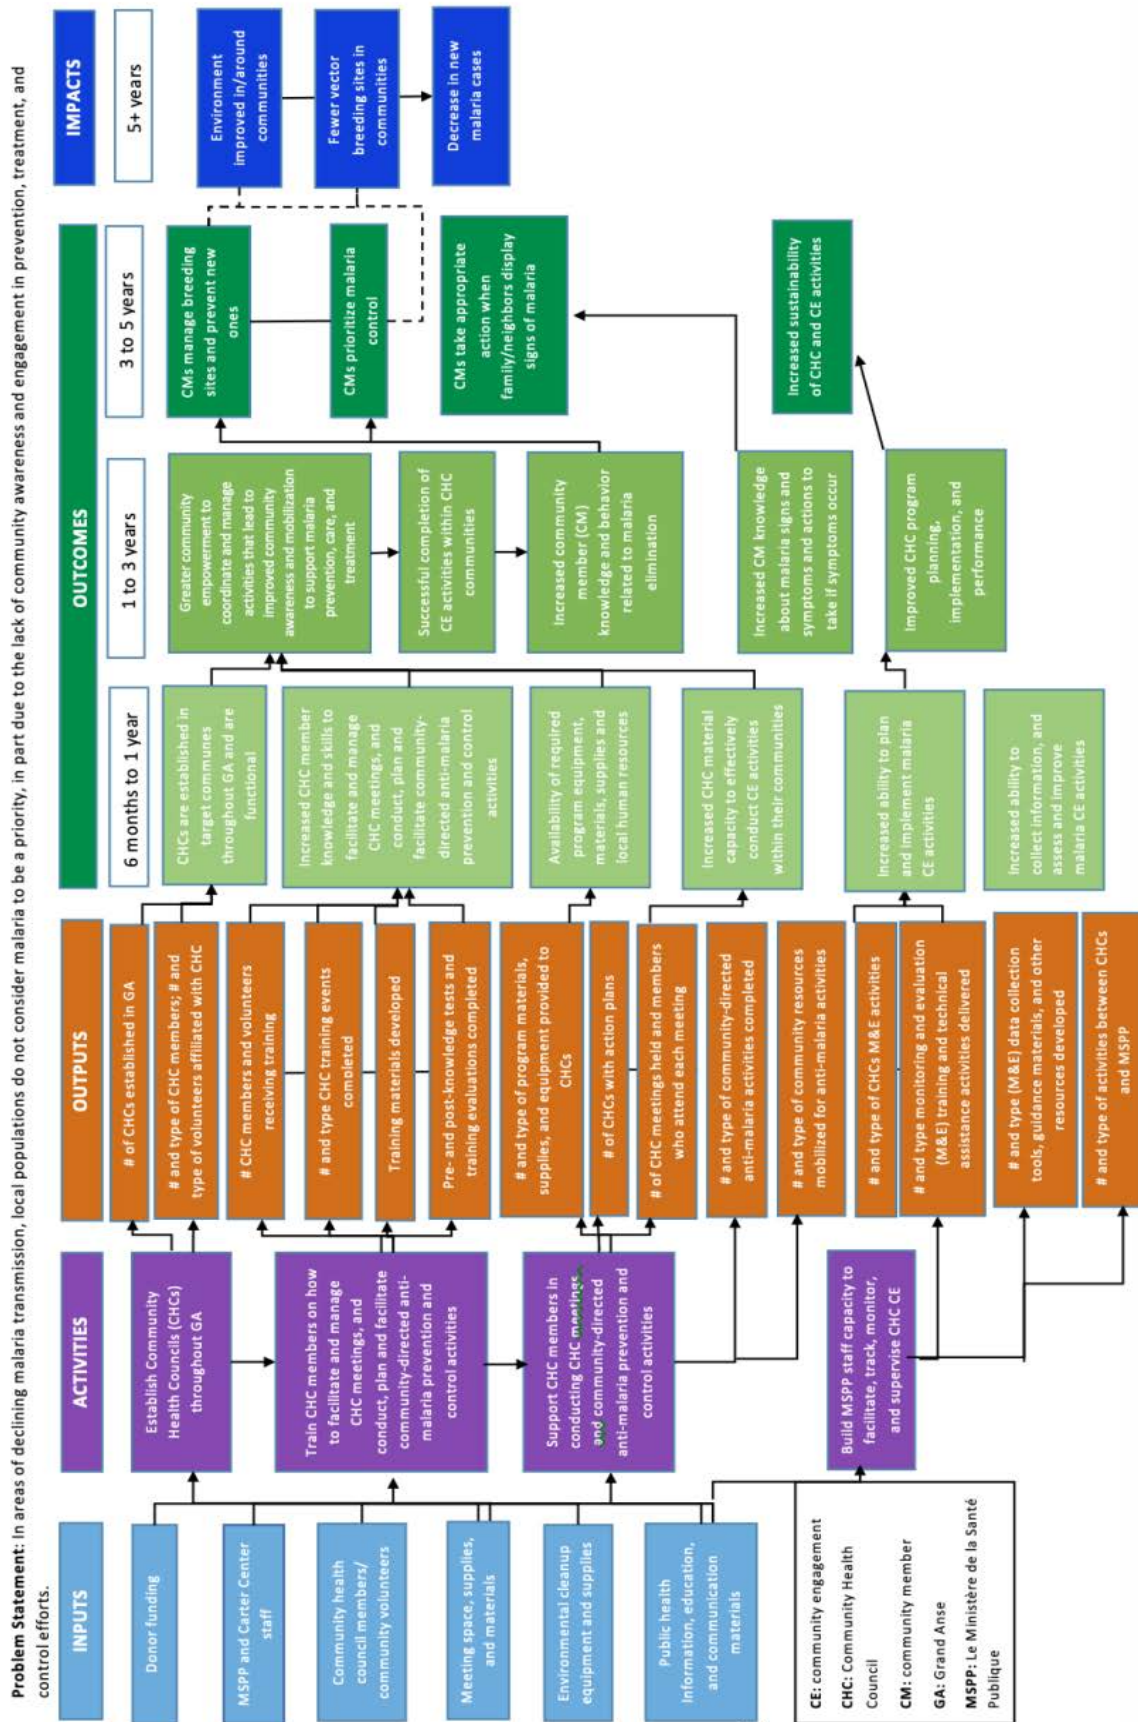 Problem Statement: In areas of declining malaria transmission, local populations do not consider malaria to be a priority, in part due to the lack of community awareness and engagement in prevention, treatment, and
control efforts.
INPUTS
Donor funding
MSPP and Carter Center
staff
Community health
council members/
community volunteers
Meeting space, supplies,
and materials
Environmental cleanup
equipment and supplies
Public health
Information, education,
and communication
materials
CE: community engagement
CHC: Community Health
Council
CM: community member
GA: Grand Anse
MSPP: Le Ministère de la Santé
Publique
ACTIVITIES
Establish Community
Health Councils (CHCs)
throughout GA
Train CHC members on how
to facilitate and manage
CHC meetings, and
conduct, plan and facilitate
community-directed anti-
malaria prevention and
control activities
Support CHC members in
conducting CHC meetings
and community-directed
anti-malaria prevention and
control activities
Build MSPP staff capacity to
facilitate, track, monitor,
and supervise CHC CE
OUTPUTS
# of CHCs established in GA
# and type of CHC members; # and
type of volunteers affiliated with CHC
# CHC members and volunteers
receiving training
# and type CHC training events
completed
Training materials developed
Pre- and post-knowledge tests and
training evaluations completed
# and type of program materials,
supplies, and equipment provided to
CHCs
# of CHCs with action plans
# of CHC meetings held and members
who attend each meeting
# and type of community-directed
anti-malaria activities completed
# and type of community resources
mobilized for anti-malaria activities
# and type of CHCs M&E activities
# and type monitoring and evaluation
(M&E) training and technical
assistance activities delivered
# and type (M&E) data collection
tools, guidance materials, and other
resources developed
# and type of activities between CHCs
and MSPP
OUTCOMES
6 months to 1 year
CHCs are established in
target communes
throughout GA and are
functional
Increased CHC member
knowledge and skills to
facilitate and manage
CHC meetings, and
conduct, plan and
facilitate community-
directed anti-malaria
prevention and control
activities
Availability of required
program equipment,
materials, supplies and
local human resources
Increased CHC material
capacity to effectively
conduct CE activities
within their communities
Increased ability to plan
and implement malaria
CE activities
Increased ability to
collect information, and
assess and improve
malaria CE activities
1 to 3 years
Greater community
empowerment to
coordinate and manage
activities that lead to
improved community
awareness and mobilization
to support malaria
prevention, care, and
treatment
Successful completion of
CE activities within CHC
communities
Increased community
member (CM)
knowledge and behavior
related to malaria
elimination
Increased CM knowledge
about malaria signs and
symptoms and actions to
take if symptoms occur
Improved CHC program
planning,
implementation, and
performance
3 to 5 years
CMs manage breeding
sites and prevent new
ones
CMs prioritize malaria
control
CMs take appropriate
action when
family/neighbors display
signs of malaria
Increased sustainability
of CHC and CE activities
IMPACTS
5+ years
Environment
improved in/around
communities
Fewer vector
breeding sites in
communities
Decrease in new
malaria cases